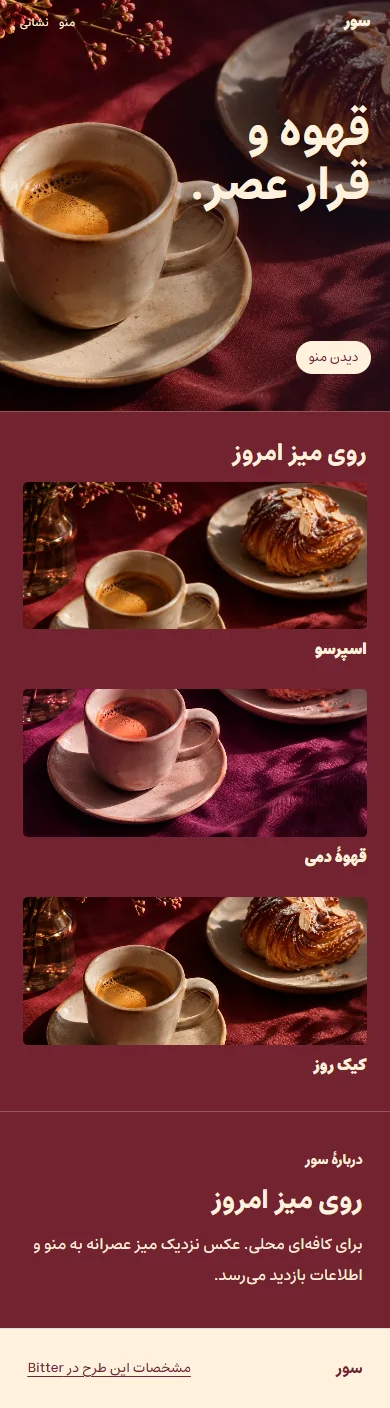 سور
منو
نشانی
قهوه و
قرار عصر.
دیدن منو
روی میز امروز
اسپرسو
قهوهٔ دمی
کیک روز
دربارهٔ سور
روی میز امروز
برای کافه‌ای محلی. عکس نزدیک میز عصرانه به منو و
اطلاعات بازدید می‌رسد.
سور
مشخصات این طرح در Bitter